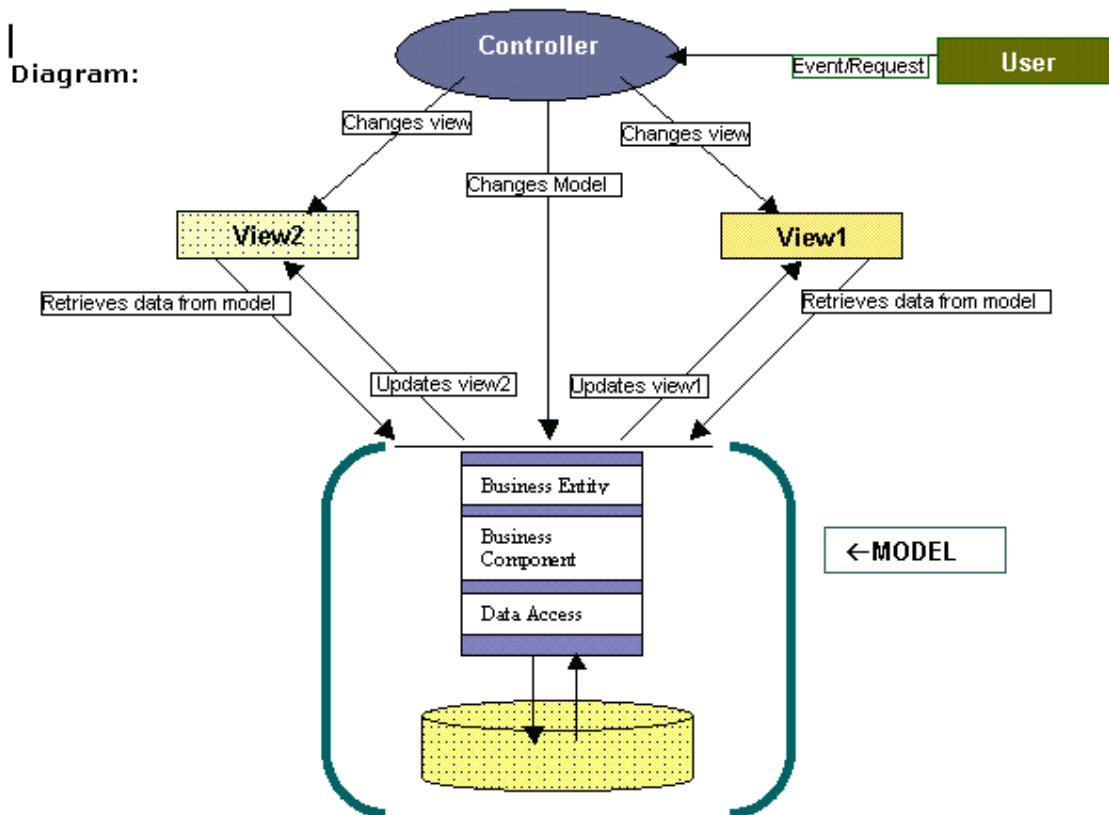 Controller
Event/Request
User
Diagram:
Changes view
Changes view
Changes Model
View2
View1
Retrieves data from model
Retrieves data from model
Updates view2
Updates view1
Business Entity
Business
Component
←MODEL
Data Access